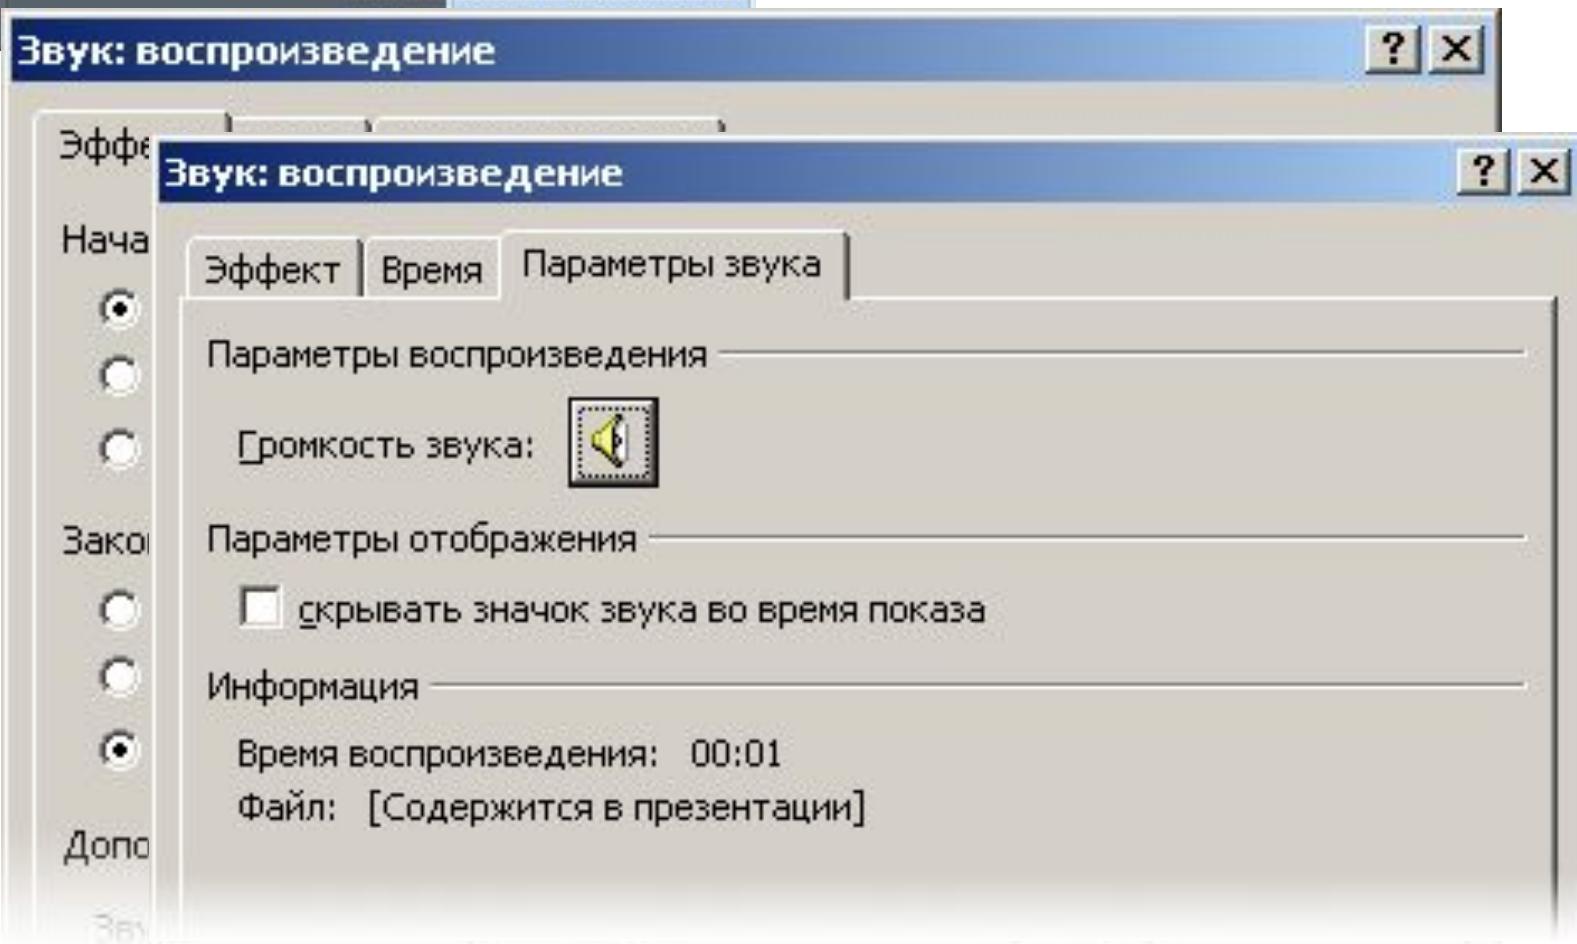 Звук: воспроизведение
Звук: воспроизведение
Эффект Время Параметры звука
Параметры воспроизведения
Громкость звука:
Параметры отображения
скрывать значок звука во время показа
Информация
Время воспроизведения: 00:01
Файл: [Содержится в презентации]